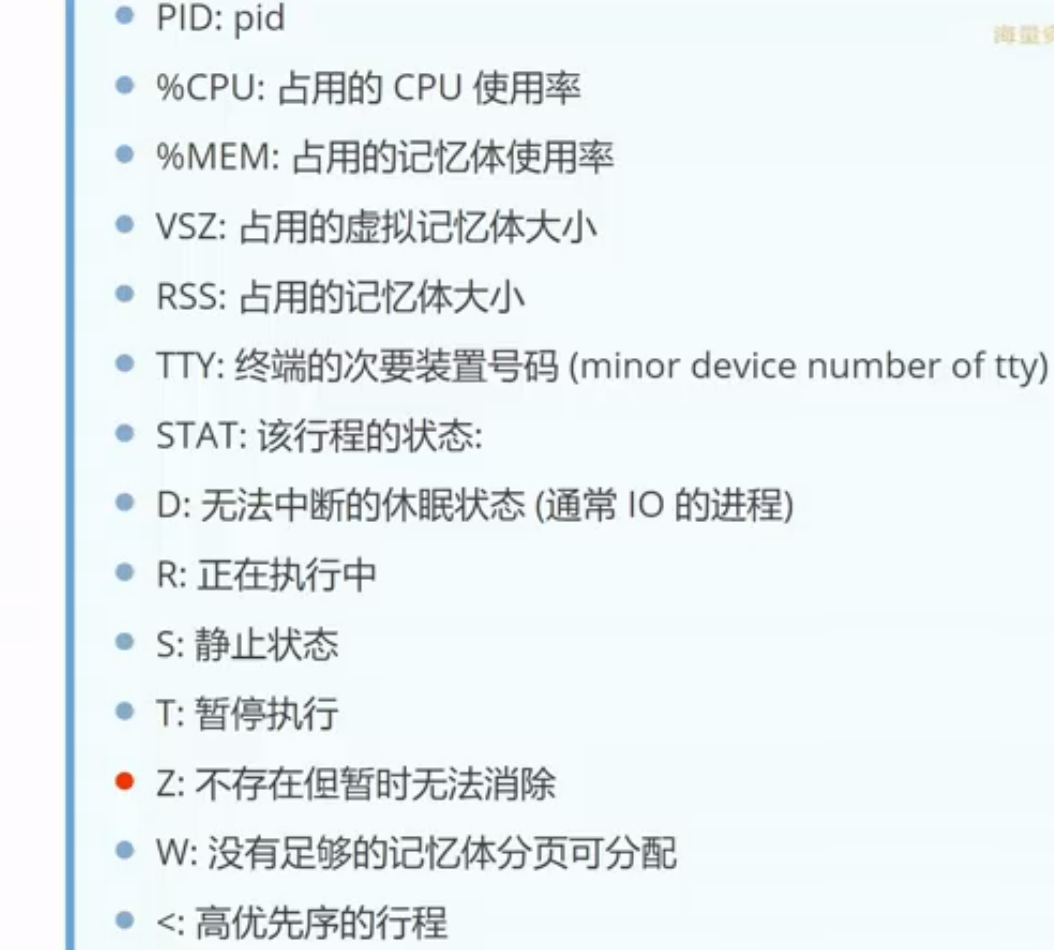 PID: pid
海量
%CPU: 占用的 CPU 使用率
%MEM: 占用的记忆体使用率
VSZ: 占用的虚拟记忆体大小
RSS: 占用的记忆体大小
TTY: 终端的次要装置号码 (minor device number of tty)
STAT: 该行程的状态:
D: 无法中断的休眠状态 (通常 IO 的进程)
R: 正在执行中
S: 静止状态
T: 暂停执行
Z: 不存在但暂时无法消除
W: 没有足够的记忆体分页可分配
<: 高优先序的行程